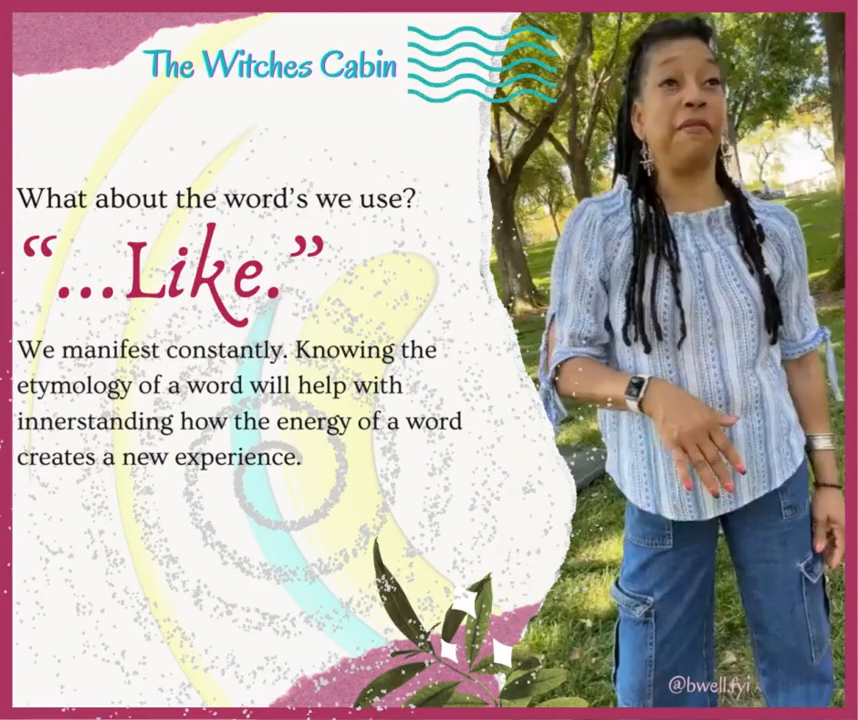 The Witches Cabin
What about the word's we use?
“...Like.”
We manifest constantly. Knowing the
etymology of a word will help with
innerstanding how the energy of a word
creates a new experience.
@bwell.fyi